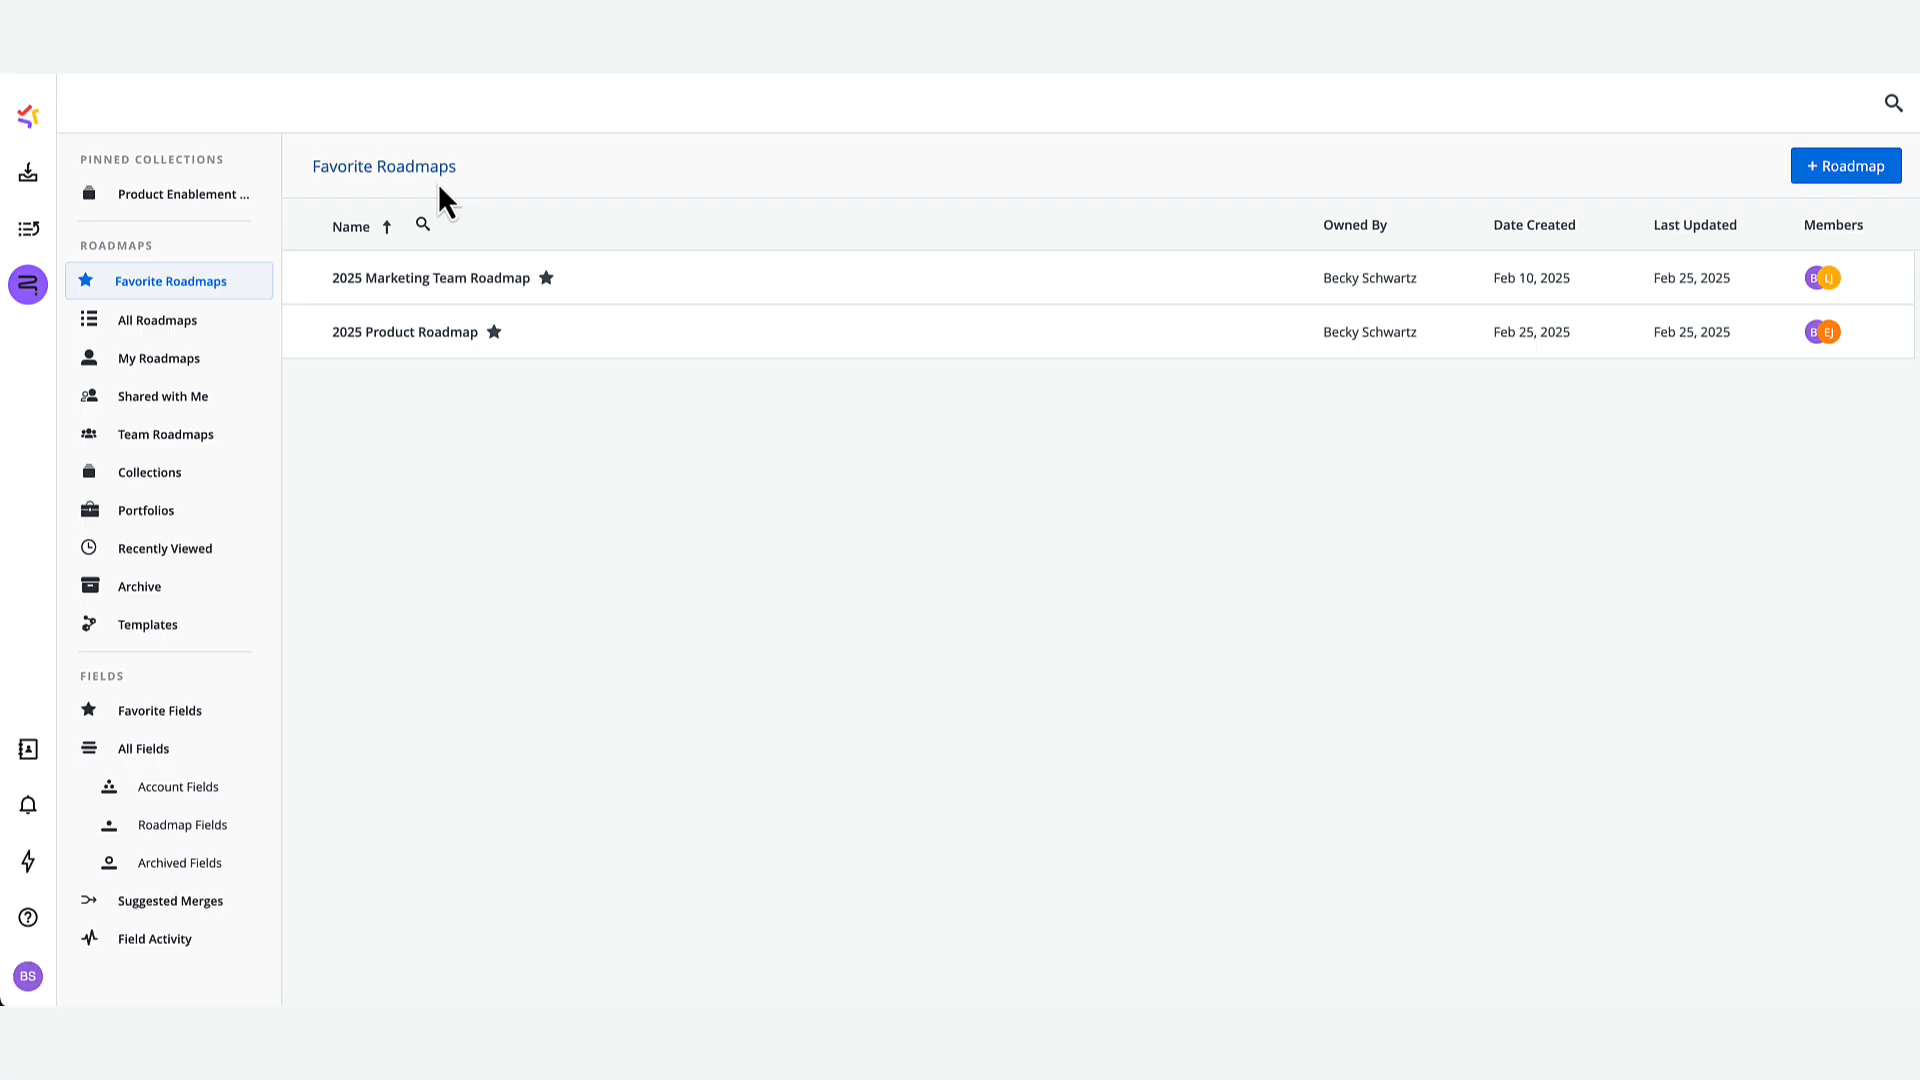 PINNED COLLECTIONS
Product Enablement ...
ROADMAPS
Favorite Roadmaps
All Roadmaps
My Roadmaps
Shared with Me
Team Roadmaps
Collections
Portfolios
Recently Viewed
Archive
Templates
FIELDS
Favorite Fields
All Fields
Account Fields
Roadmap Fields
Archived Fields
Suggested Merges
Field Activity
BS
Favorite Roadmaps
+ Roadmap
Name Owned By Date Created Last Updated Members
2025 Marketing Team Roadmap Becky Schwartz Feb 10, 2025 Feb 25, 2025 B LJ
2025 Product Roadmap Becky Schwartz Feb 25, 2025 Feb 25, 2025 B EJ